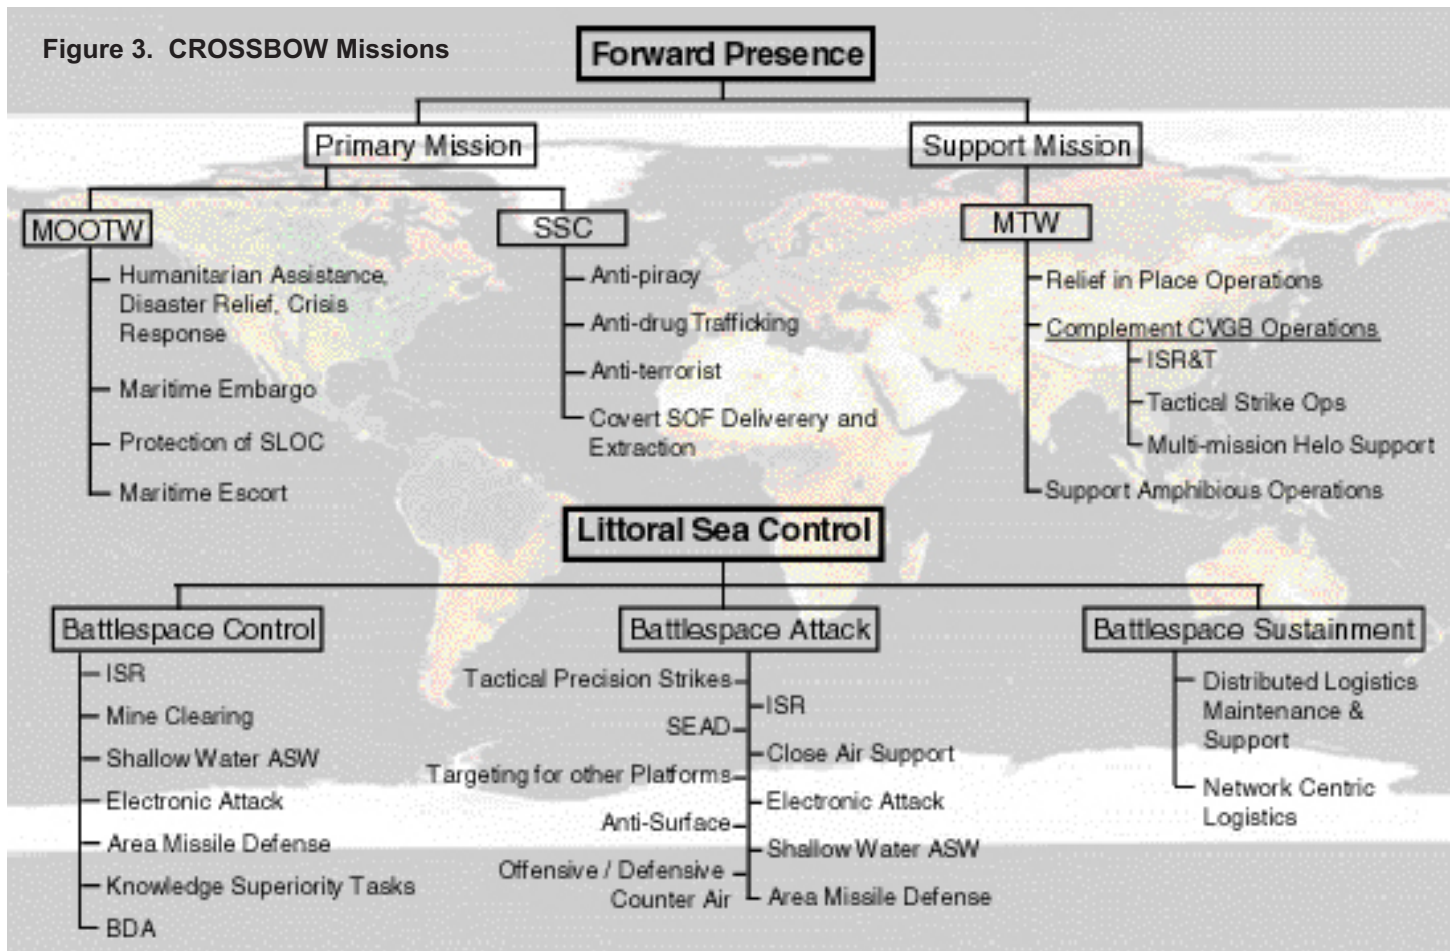 Figure 3.  CROSSBOW Missions
Forward Presence
Primary Mission
Support Mission
MOOTW
Humanitarian Assistance,
Disaster Relief, Crisis
Response
Maritime Embargo
Protection of SLOC
Maritime Escort
SSC
Anti-piracy
Anti-drug Trafficking
Anti-terrorist
Covert SOF Deliverery and
Extraction
MTW
Relief in Place Operations
Complement CVGB Operations
ISR&T
Tactical Strike Ops
Multi-mission Helo Support
Support Amphibious Operations
Littoral Sea Control
Battlespace Control
ISR
Mine Clearing
Shallow Water ASW
Electronic Attack
Area Missile Defense
Knowledge Superiority Tasks
BDA
Battlespace Attack
Tactical Precision Strikes
ISR
SEAD
Close Air Support
Targeting for other Platforms
Electronic Attack
Anti-Surface
Shallow Water ASW
Offensive / Defensive
Counter Air
Area Missile Defense
Battlespace Sustainment
Distributed Logistics
Maintenance &
Support
Network Centric
Logistics